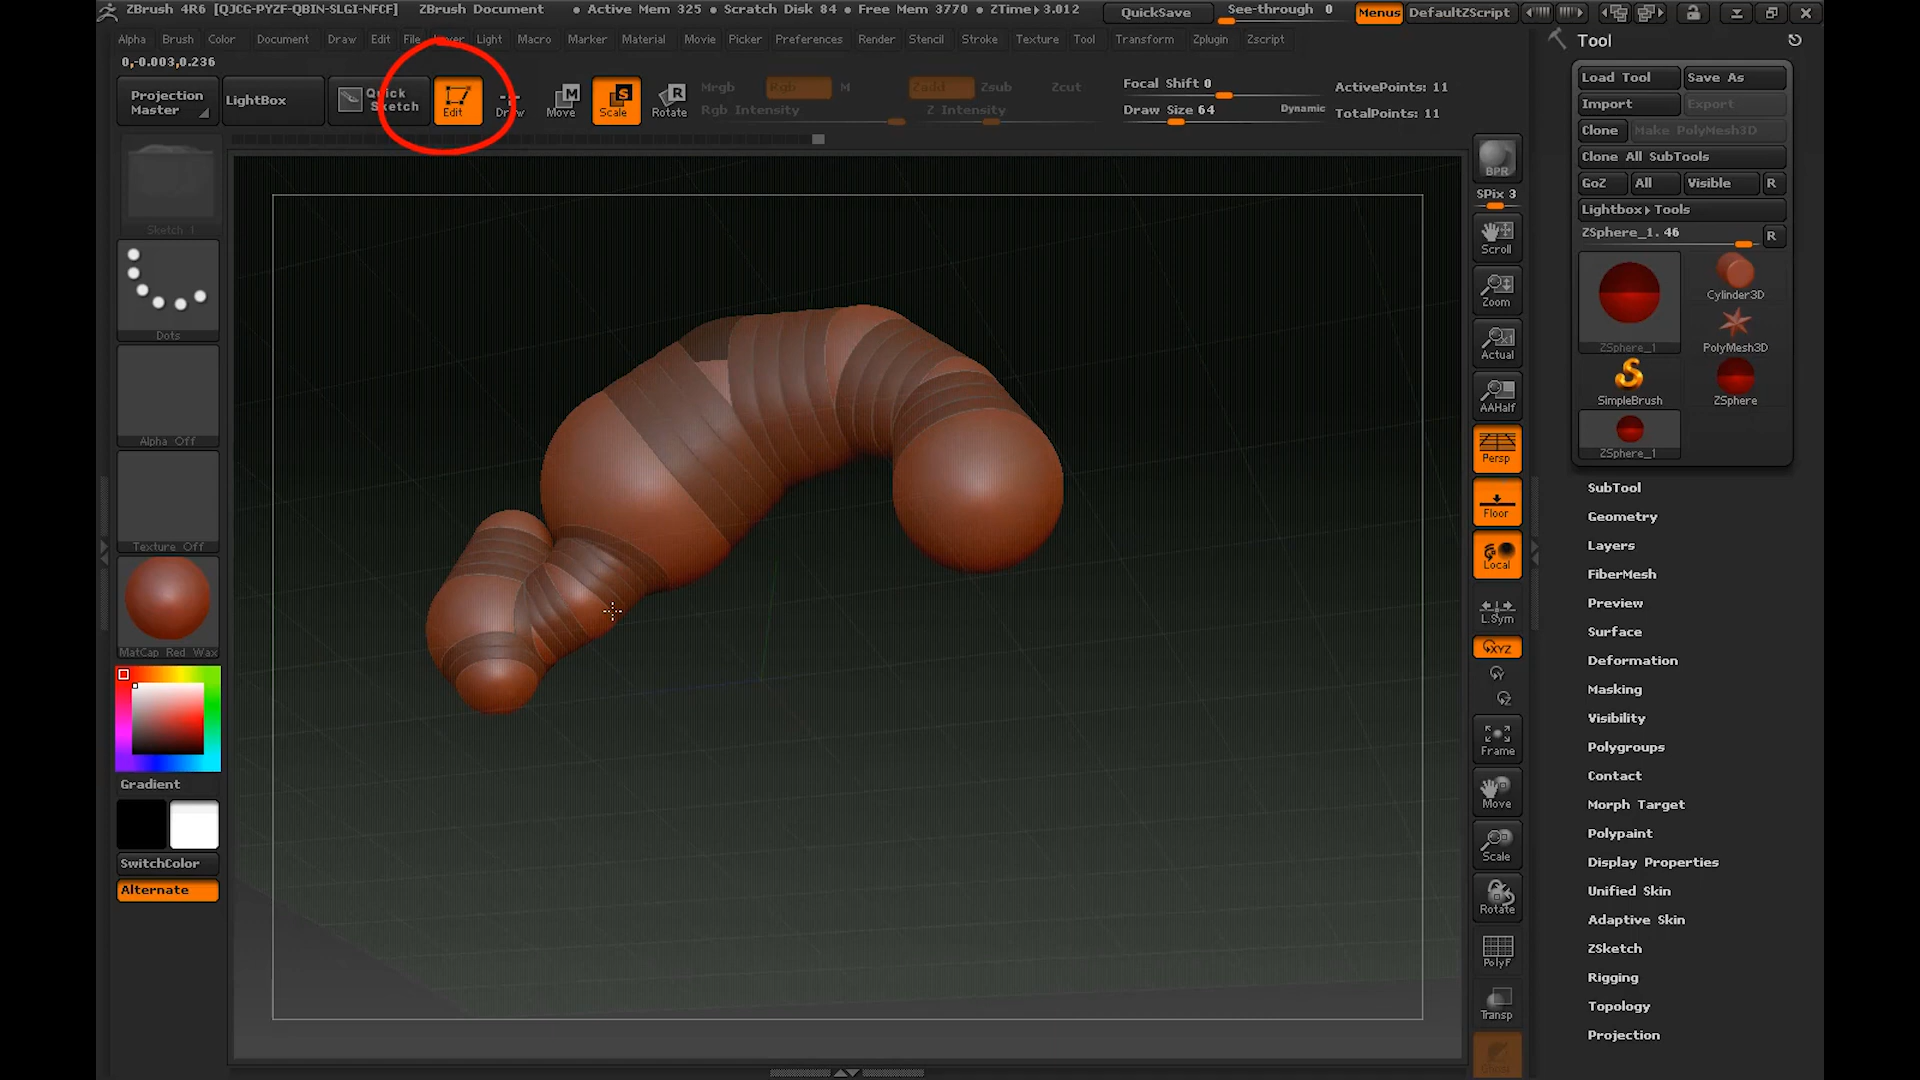 ZBrush 4R6 [QJCG-PYZF-QBIN-SLGI-NFCF] ZBrush Document • Active Mem 325 • Scratch Disk 84 • Free Mem 3770 • ZTime▸3.012 QuickSave See-through 0 Menus DefaultZScript
Alpha Brush Color Document Draw Edit File Layer Light Macro Marker Material Movie Picker Preferences Render Stencil Stroke Texture Tool Transform Zplugin Zscript
0,-0.003,0.236
Projection Master
LightBox
Quick Sketch
Edit
Draw
M
Move
S
Scale
R
Rotate
Mrgb Rgb M
Rgb Intensity
Zadd Zsub Zcut
Z Intensity
Focal Shift 0
Draw Size 64 Dynamic
ActivePoints: 11
TotalPoints: 11
Sketch 1
Dots
Alpha Off
Texture Off
MatCap Red Wax
Gradient
SwitchColor
Alternate
BPR
SPix 3
Scroll
Zoom
Actual
AAHalf
Persp
Floor
Local
L.Sym
XYZ
Frame
Move
Scale
Rotate
PolyF
Transp
Tool
Load Tool Save As
Import Export
Clone Make PolyMesh3D
Clone All SubTools
GoZ All Visible R
Lightbox▸Tools
ZSphere_1. 46 R
ZSphere_1
Cylinder3D
PolyMesh3D
SimpleBrush
ZSphere
ZSphere_1
SubTool
Geometry
Layers
FiberMesh
Preview
Surface
Deformation
Masking
Visibility
Polygroups
Contact
Morph Target
Polypaint
Display Properties
Unified Skin
Adaptive Skin
ZSketch
Rigging
Topology
Projection